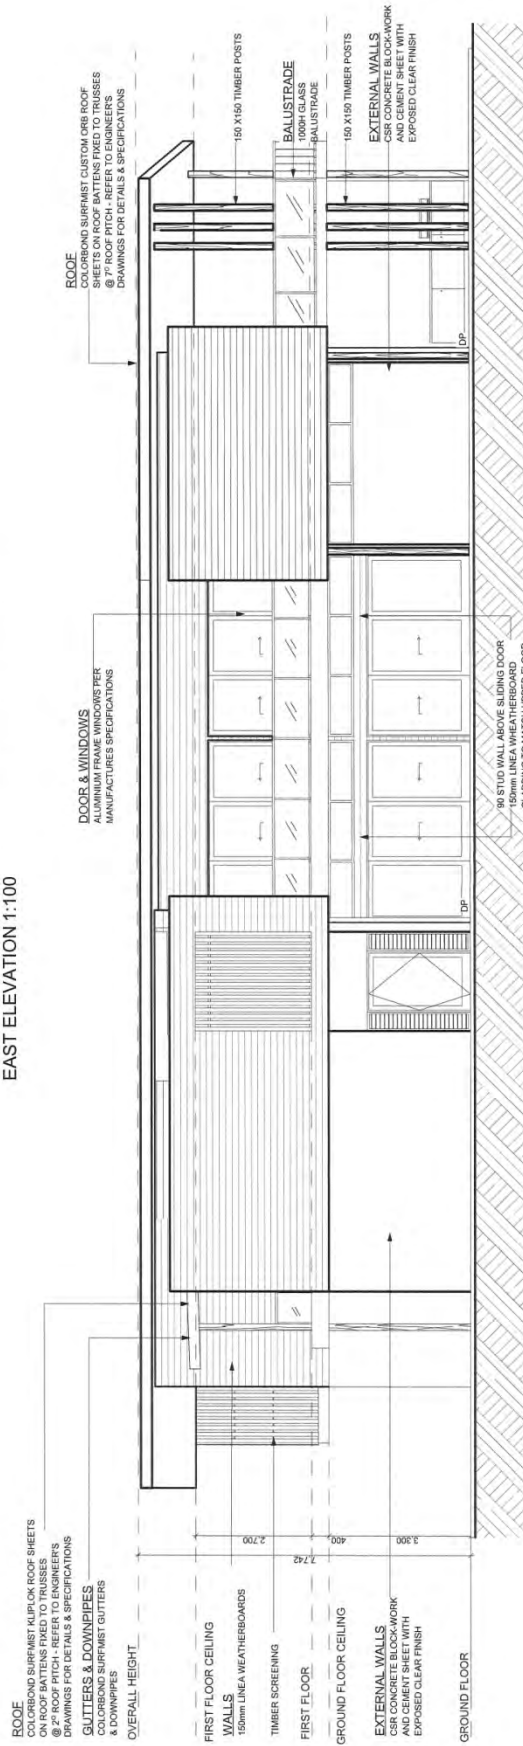 EAST ELEVATION 1:100
ROOF
COLORBOND SURFMIST KLIPLOK ROOF SHEETS
ON ROOF BATTENS FIXED TO TRUSSES
@ 2º ROOF PITCH - REFER TO ENGINEER'S
DRAWINGS FOR DETAILS & SPECIFICATIONS
GUTTERS & DOWNPIPES
COLORBOND SURFMIST GUTTERS
& DOWNPIPES
OVERALL HEIGHT
FIRST FLOOR CEILING
WALLS
150mm LINEA WEATHERBOARDS
TIMBER SCREENING
FIRST FLOOR
GROUND FLOOR CEILING
EXTERNAL WALLS
CSR CONCRETE BLOCK-WORK
AND CEMENT SHEET WITH
EXPOSED CLEAR FINISH
GROUND FLOOR
2.700
7.742
400
3.300
DOOR & WINDOWS
ALUMINIUM FRAME WINDOWS PER
MANUFACTURES SPECIFICATIONS
DP
90 STUD WALL ABOVE SLIDING DOOR
150mm LINEA WHEATHERBOARD
ROOF
COLORBOND SURFMIST CUSTOM ORB ROOF
SHEETS ON ROOF BATTENS FIXED TO TRUSSES
@ 7º ROOF PITCH - REFER TO ENGINEER'S
DRAWINGS FOR DETAILS & SPECIFICATIONS
150 X150 TIMBER POSTS
BALUSTRADE
1000H GLASS
BALUSTRADE
150 X150 TIMBER POSTS
EXTERNAL WALLS
CSR CONCRETE BLOCK-WORK
AND CEMENT SHEET WITH
EXPOSED CLEAR FINISH
DP